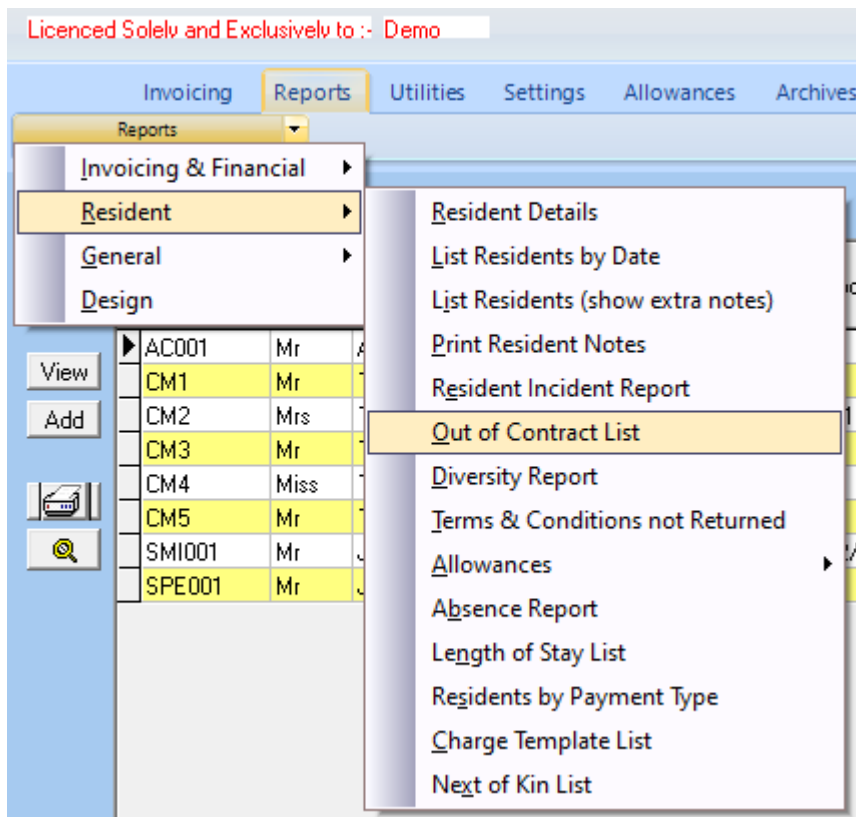 Licenced Solely and Exclusively to :- Demo
Invoicing Reports Utilities Settings Allowances Archives
Reports
Invoicing & Financial
Resident
General
Design
Resident Details
List Residents by Date
List Residents (show extra notes)
Print Resident Notes
Resident Incident Report
Out of Contract List
Diversity Report
Terms & Conditions not Returned
Allowances
Absence Report
Length of Stay List
Residents by Payment Type
Charge Template List
Next of Kin List
View
Add
AC001 Mr
CM1 Mr
CM2 Mrs
CM3 Mr
CM4 Miss
CM5 Mr
SMI001 Mr
SPE001 Mr